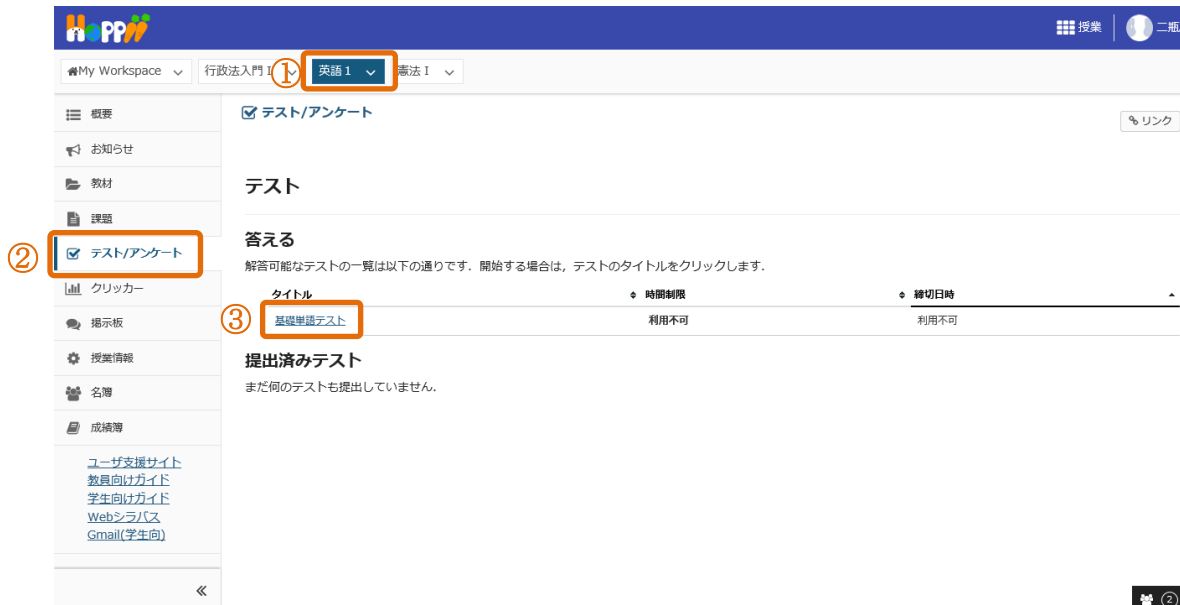 Hoppii
授業
二瓶
My Workspace
行政法入門 I
①
英語1
憲法 I
概要
お知らせ
教材
課題
② テスト/アンケート
クリッカー
掲示板
授業情報
名簿
成績簿
ユーザ支援サイト
教員向けガイド
学生向けガイド
Webシラバス
Gmail(学生向)
«
テスト/アンケート
リンク
テスト
答える
解答可能なテストの一覧は以下の通りです．開始する場合は，テストのタイトルをクリックします．
タイトル 時間制限 締切日時
③ 基礎単語テスト 利用不可 利用不可
提出済みテスト
まだ何のテストも提出していません．
②